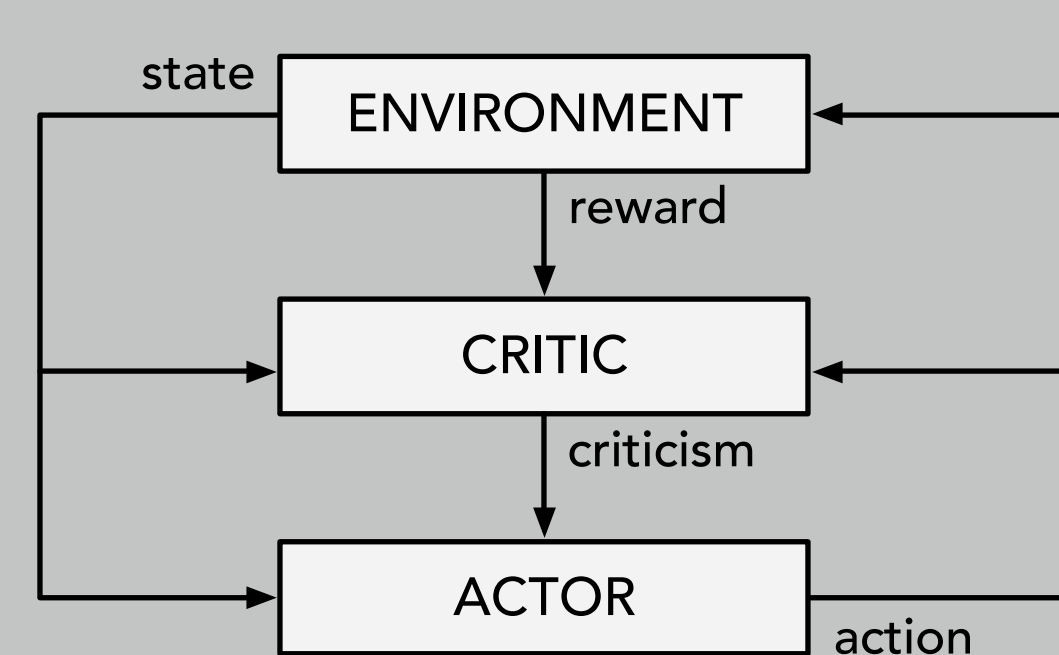 state
ENVIRONMENT
reward
CRITIC
criticism
ACTOR
action